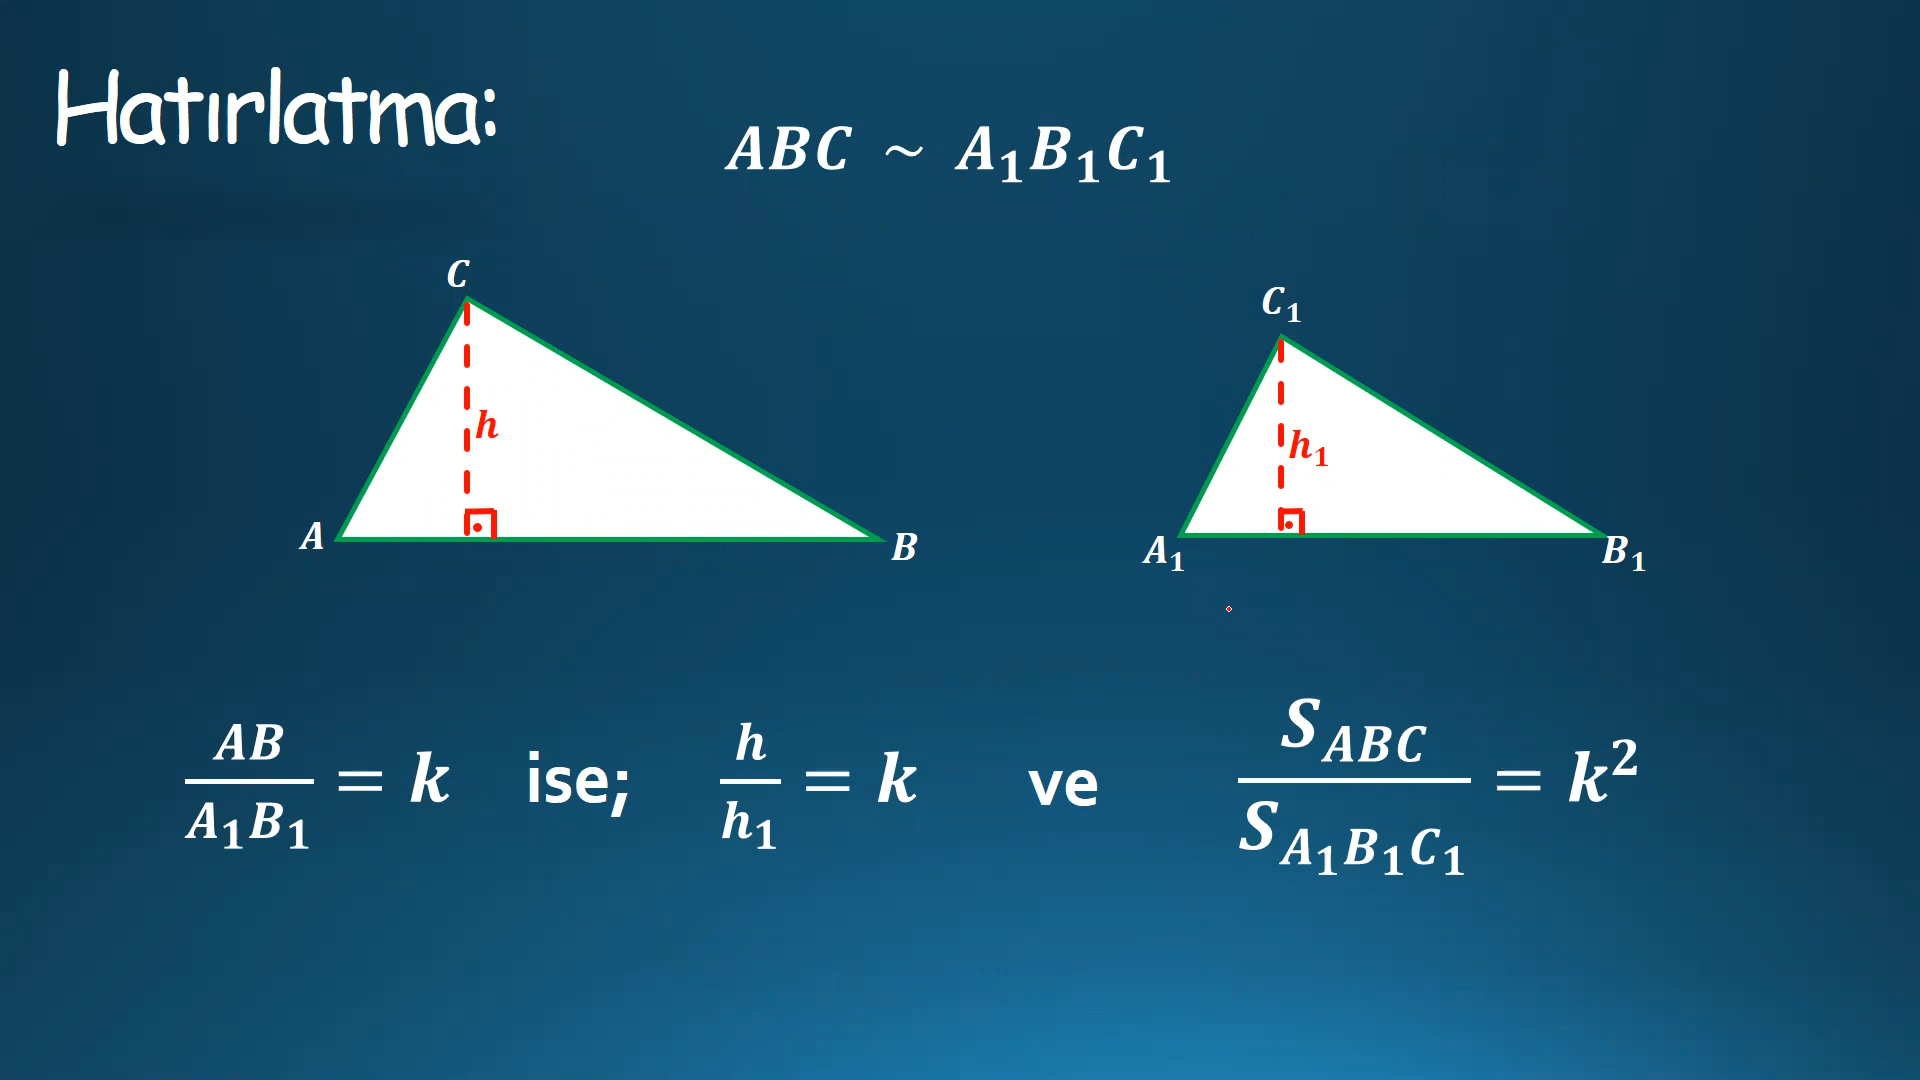 Hatırlatma:
ABC ~ A₁B₁C₁
C
C₁
h
h₁
A
B
A₁
B₁
AB/A₁B₁ = k ise; h/h₁ = k ve S_ABC/S_A₁B₁C₁ = k²